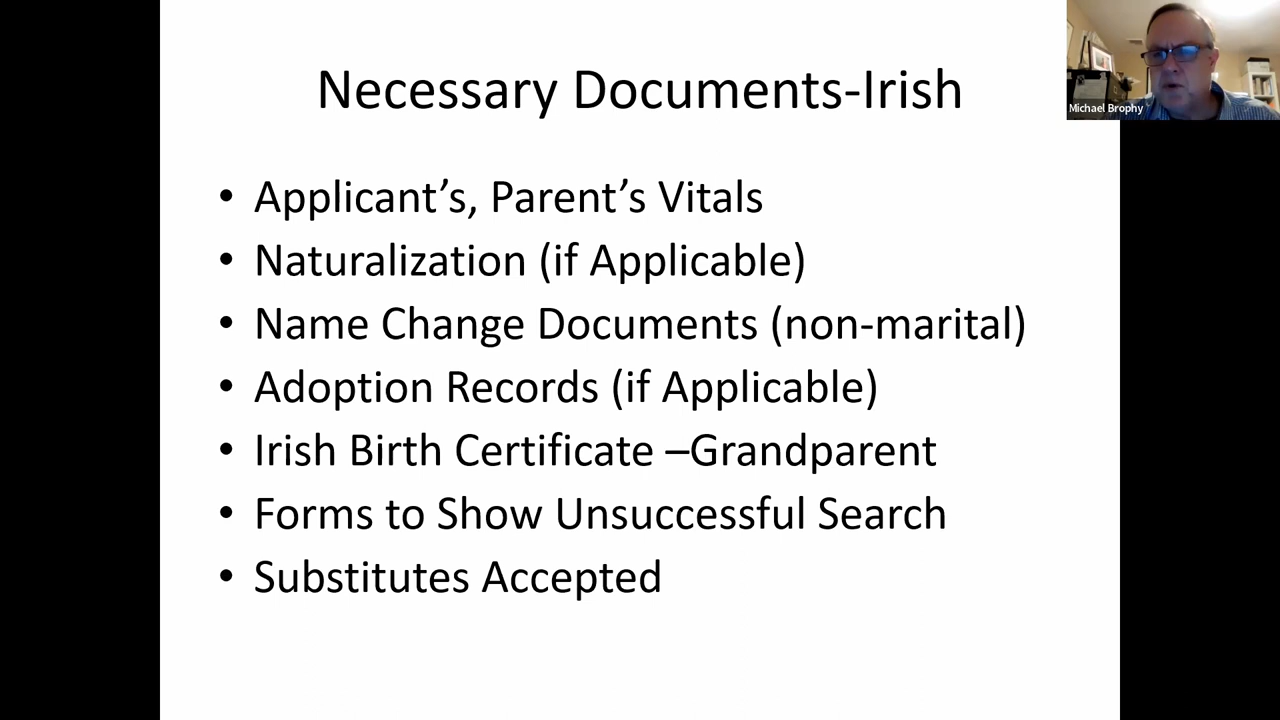 Necessary Documents-Irish
Michael Brophy
• Applicant’s, Parent’s Vitals
• Naturalization (if Applicable)
• Name Change Documents (non-marital)
• Adoption Records (if Applicable)
• Irish Birth Certificate –Grandparent
• Forms to Show Unsuccessful Search
• Substitutes Accepted